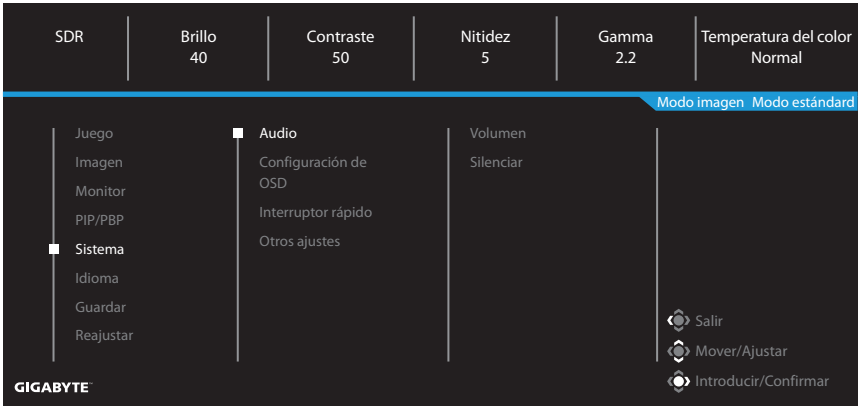 SDR
Brillo
40
Contraste
50
Nitidez
5
Gamma
2.2
Temperatura del color
Normal
Modo imagen Modo estándard
Juego
Imagen
Monitor
PIP/PBP
Sistema
Idioma
Guardar
Reajustar
Audio
Configuración de
OSD
Interruptor rápido
Otros ajustes
Volumen
Silenciar
Salir
Mover/Ajustar
Introducir/Confirmar
GIGABYTE™